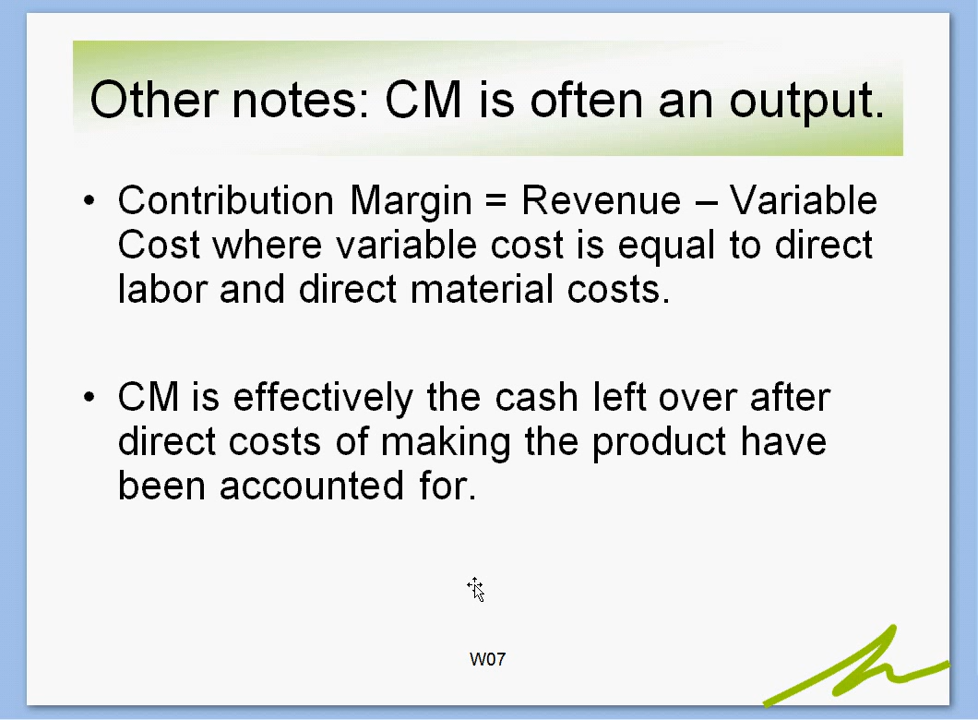 Other notes: CM is often an output.
• Contribution Margin = Revenue – Variable
Cost where variable cost is equal to direct
labor and direct material costs.
• CM is effectively the cash left over after
direct costs of making the product have
been accounted for.
W07